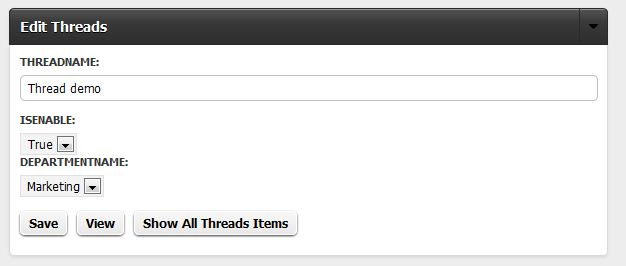 Edit Threads
THREADNAME:
Thread demo
ISENABLE:
True
DEPARTMENTNAME:
Marketing
Save View Show All Threads Items